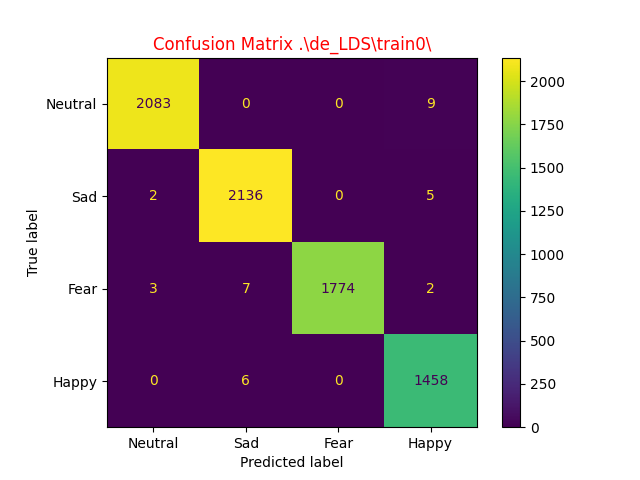 Confusion Matrix .\de_LDS\train0\
Neutral 2083 0 0 9
Sad 2 2136 0 5
Fear 3 7 1774 2
Happy 0 6 0 1458
Neutral Sad Fear Happy
Predicted label
True label
2000
1750
1500
1250
1000
750
500
250
0